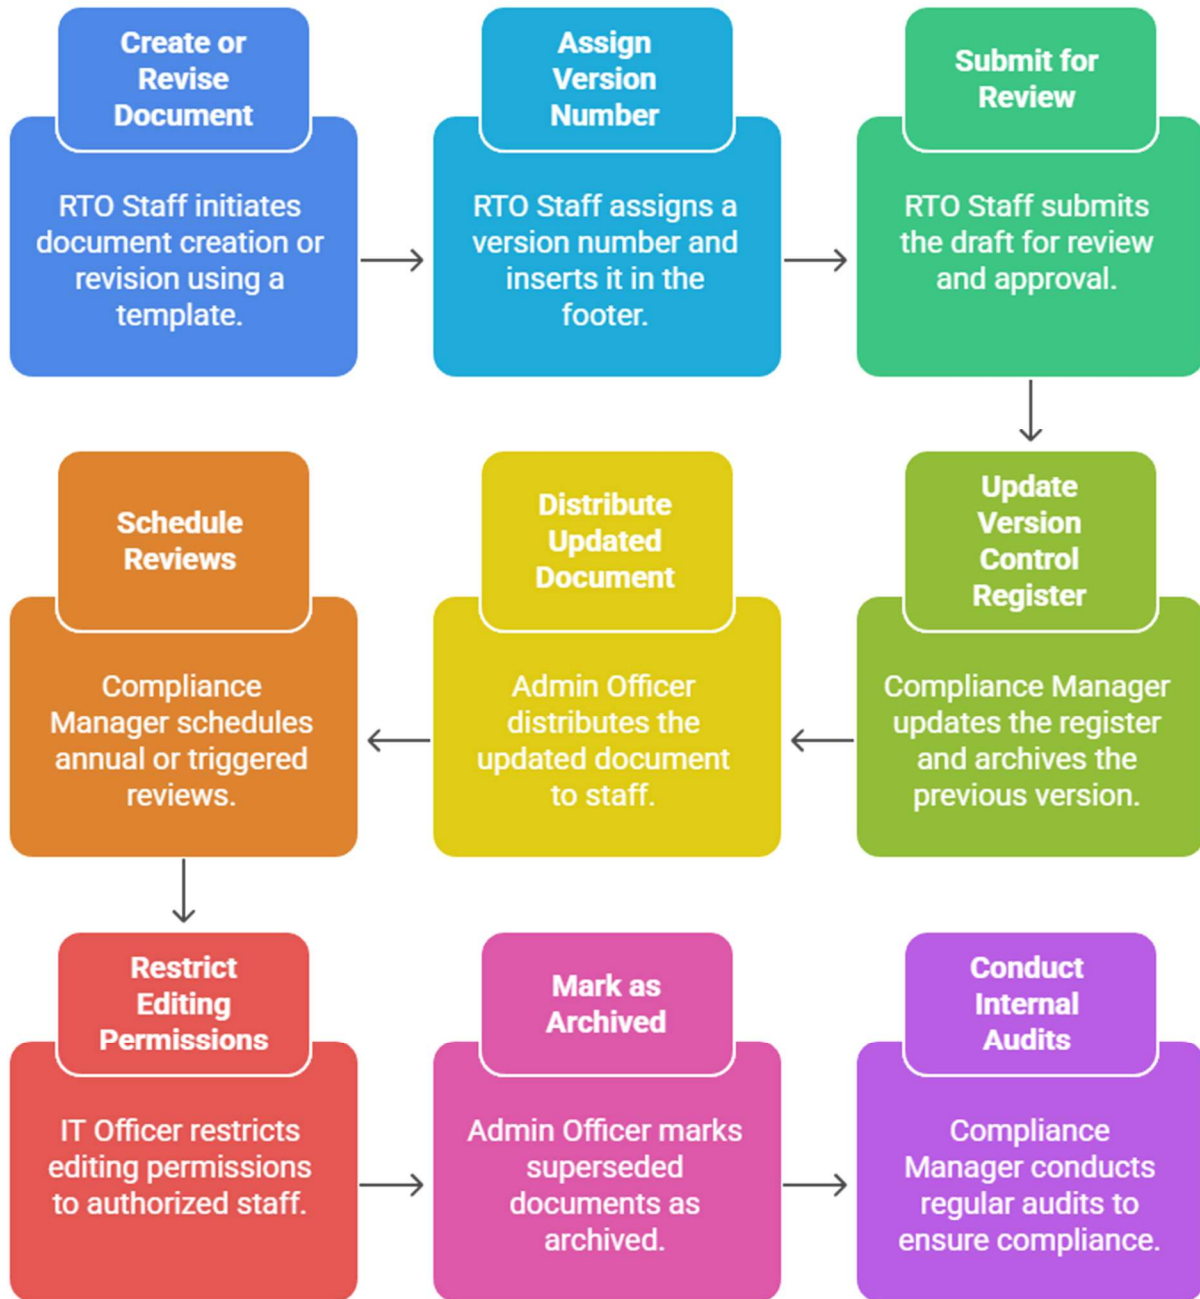 Create or
Revise
Document
RTO Staff initiates
document creation or
revision using a
template.
Assign
Version
Number
RTO Staff assigns a
version number and
inserts it in the
footer.
Submit for
Review
RTO Staff submits
the draft for review
and approval.
Update
Version
Control
Register
Compliance Manager
updates the register
and archives the
previous version.
Distribute
Updated
Document
Admin Officer
distributes the
updated document
to staff.
Schedule
Reviews
Compliance
Manager schedules
annual or triggered
reviews.
Restrict
Editing
Permissions
IT Officer restricts
editing permissions
to authorized staff.
Mark as
Archived
Admin Officer marks
superseded
documents as
archived.
Conduct
Internal
Audits
Compliance
Manager conducts
regular audits to
ensure compliance.